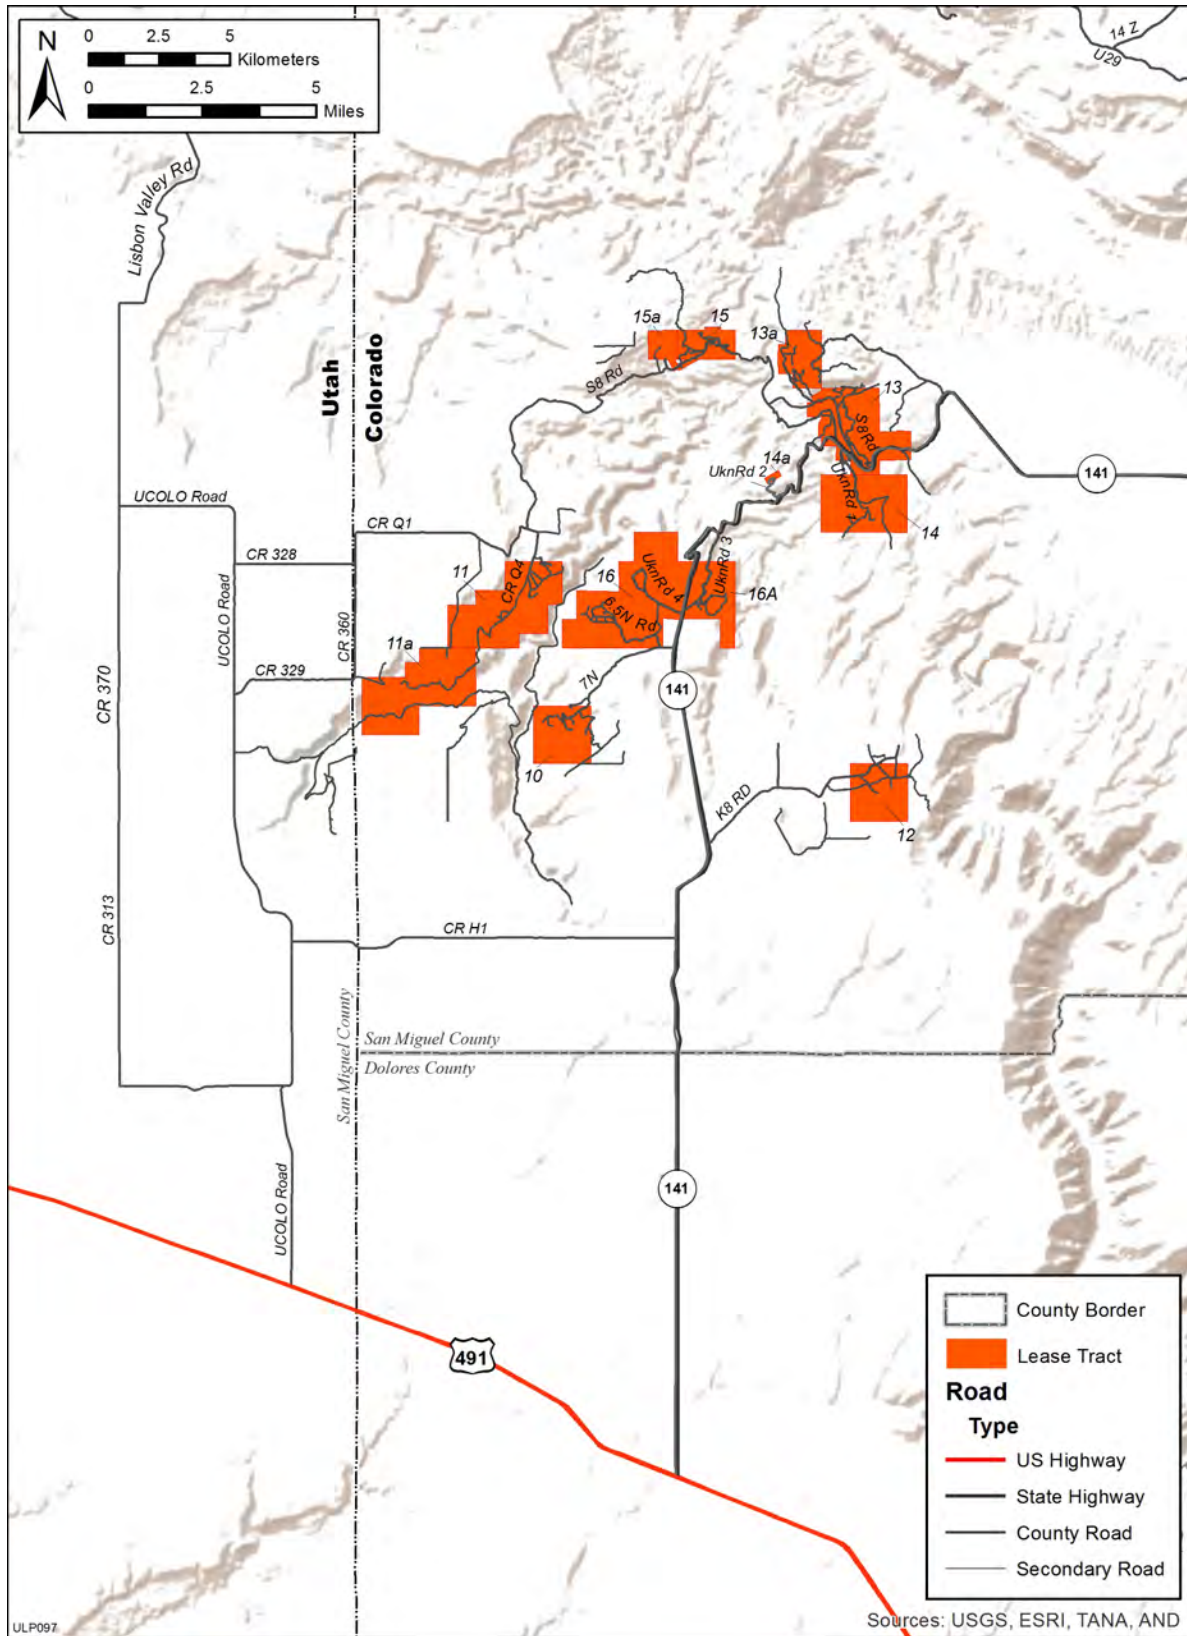 N
0 2.5 5
Kilometers
0 2.5 5
Miles
14 Z
U29
Lisbon Valley Rd
Utah
Colorado
15a
15
13a
S8 Rd
13
S8Rd
14a
UknRd 2
141
UCOLO Road
CR Q1
UknRd 1
14
UknRd 3
CR 328
11
CR Q4
16
UknRd 4
16A
6.5N Rd
UCOLO Road
CR 360
11a
CR 329
CR 370
7N
141
10
K8 RD
12
CR 313
CR H1
San Miguel County
San Miguel County
Dolores County
141
UCOLO Road
491
County Border
Lease Tract
Road
Type
US Highway
State Highway
County Road
Secondary Road
ULP097
Sources: USGS, ESRI, TANA, AND